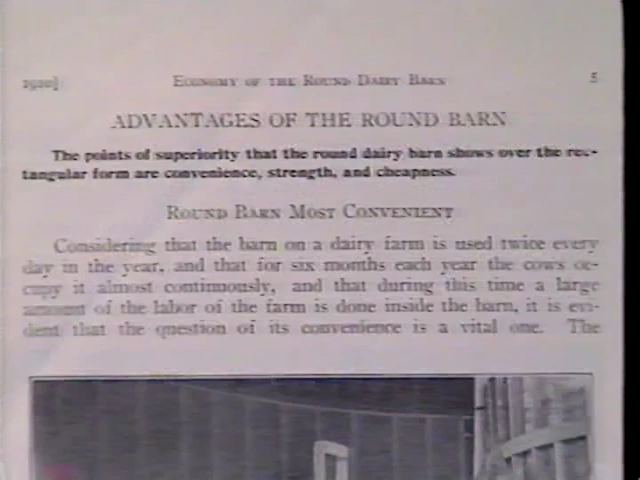 ECONOMY OF THE ROUND DAIRY BARN 5
ADVANTAGES OF THE ROUND BARN
The points of superiority that the round dairy barn shows over the rec-
tangular form are convenience, strength, and cheapness.
ROUND BARN MOST CONVENIENT
Considering that the barn on a dairy farm is used twice every
day in the year, and that for six months each year the cows oc-
cupy it almost continuously, and that during this time a large
amount of the labor of the farm is done inside the barn, it is evi-
dent that the question of its convenience is a vital one. The